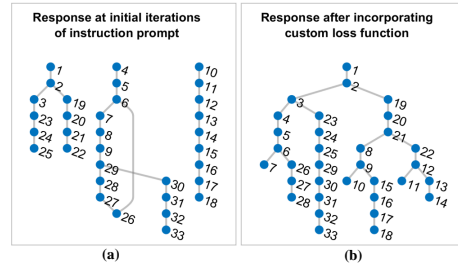 Response at initial iterations
of instruction prompt
1 4 10
2 5 11
3 19 6 12
23 20 7 13
24 21 8 14
25 22 9 15
29 16
28 30 17
27 31 18
26 32
33
(a)
Response after incorporating
custom loss function
1
2
3 19
4 23 20
5 24 21
6 25 8 22
7 26 29 9 12
27 30 10 15 11 13
28 31 16 14
32 17
33 18
(b)